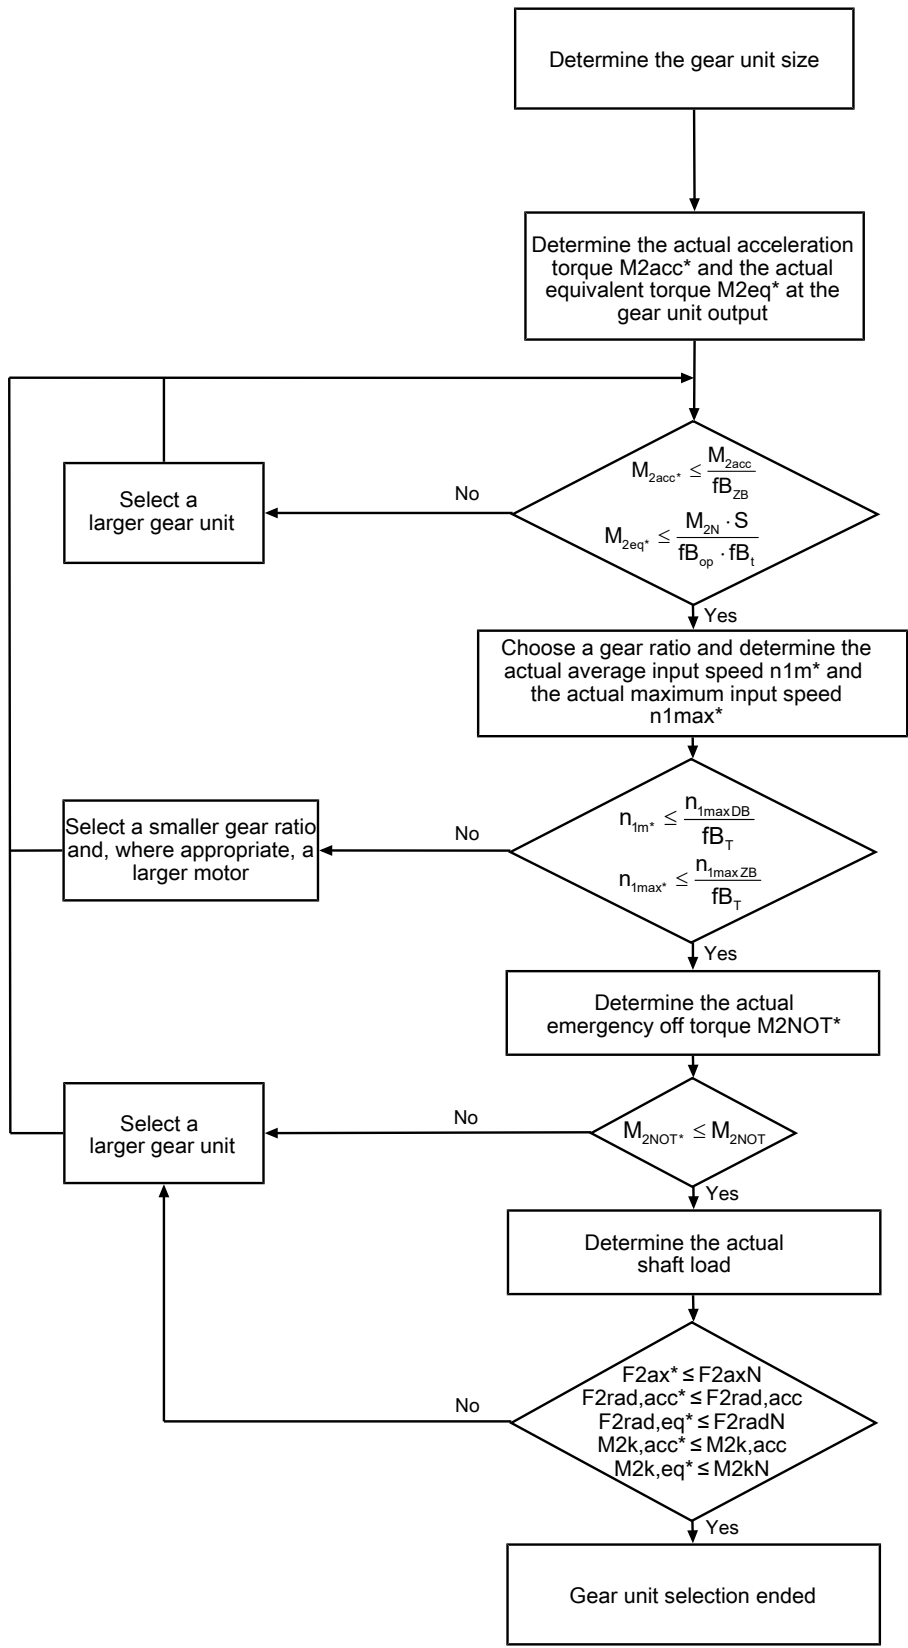 Determine the gear unit size
Determine the actual acceleration
torque M2acc* and the actual
equivalent torque M2eq* at the
gear unit output
Select a
larger gear unit
No
M2acc* ≤ M2acc / fBZB
M2eq* ≤ M2N · S / fBop · fBt
Yes
Choose a gear ratio and determine the
actual average input speed n1m* and
the actual maximum input speed
n1max*
Select a smaller gear ratio
and, where appropriate, a
larger motor
No
n1m* ≤ n1maxDB / fBT
n1max* ≤ n1maxZB / fBT
Yes
Determine the actual
emergency off torque M2NOT*
Select a
larger gear unit
No
M2NOT* ≤ M2NOT
Yes
Determine the actual
shaft load
No
F2ax* ≤ F2axN
F2rad,acc* ≤ F2rad,acc
F2rad,eq* ≤ F2radN
M2k,acc* ≤ M2k,acc
M2k,eq* ≤ M2kN
Yes
Gear unit selection ended